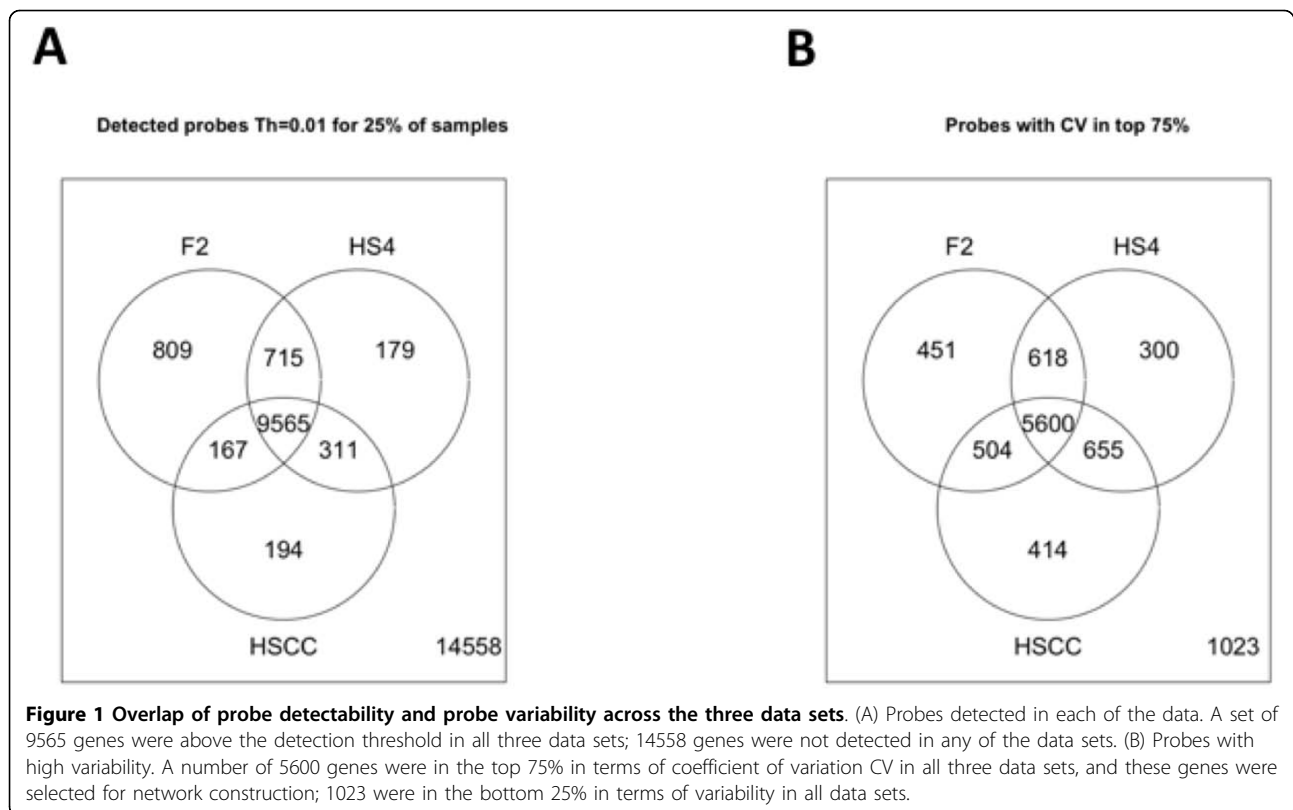 A
Detected probes Th=0.01 for 25% of samples
F2
HS4
809
715
179
9565
167
311
194
HSCC
14558
B
Probes with CV in top 75%
F2
HS4
451
618
300
5600
504
655
414
HSCC
1023
Figure 1 Overlap of probe detectability and probe variability across the three data sets. (A) Probes detected in each of the data. A set of
9565 genes were above the detection threshold in all three data sets; 14558 genes were not detected in any of the data sets. (B) Probes with
high variability. A number of 5600 genes were in the top 75% in terms of coefficient of variation CV in all three data sets, and these genes were
selected for network construction; 1023 were in the bottom 25% in terms of variability in all data sets.